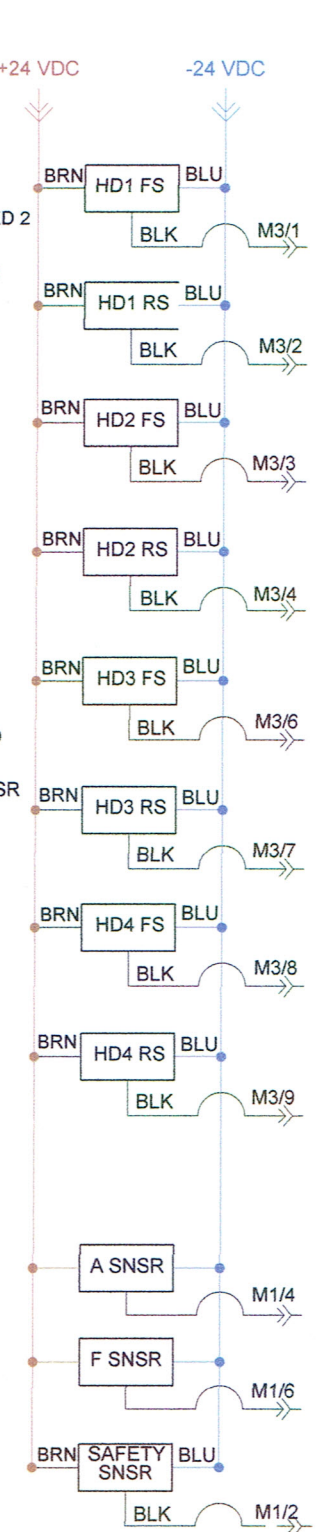 +24 VDC -24 VDC
BRN HD1 FS BLU
ED 2
BLK M3/1
BRN HD1 RS BLU
BLK M3/2
BRN HD2 FS BLU
BLK M3/3
BRN HD2 RS BLU
BLK M3/4
BRN HD3 FS BLU
BLK M3/6
SR
BRN HD3 RS BLU
BLK M3/7
BRN HD4 FS BLU
BLK M3/8
BRN HD4 RS BLU
BLK M3/9
A SNSR
M1/4
F SNSR
M1/6
BRN SAFETY BLU
SNSR
BLK M1/2